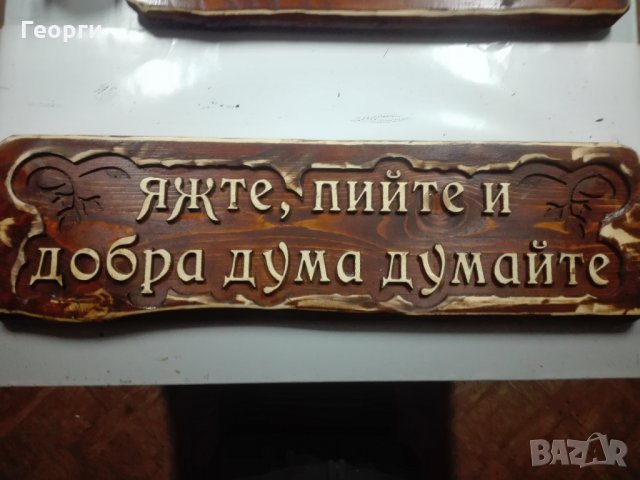 Георги
яжте, пийте и
добра дума думайте
BAZAR